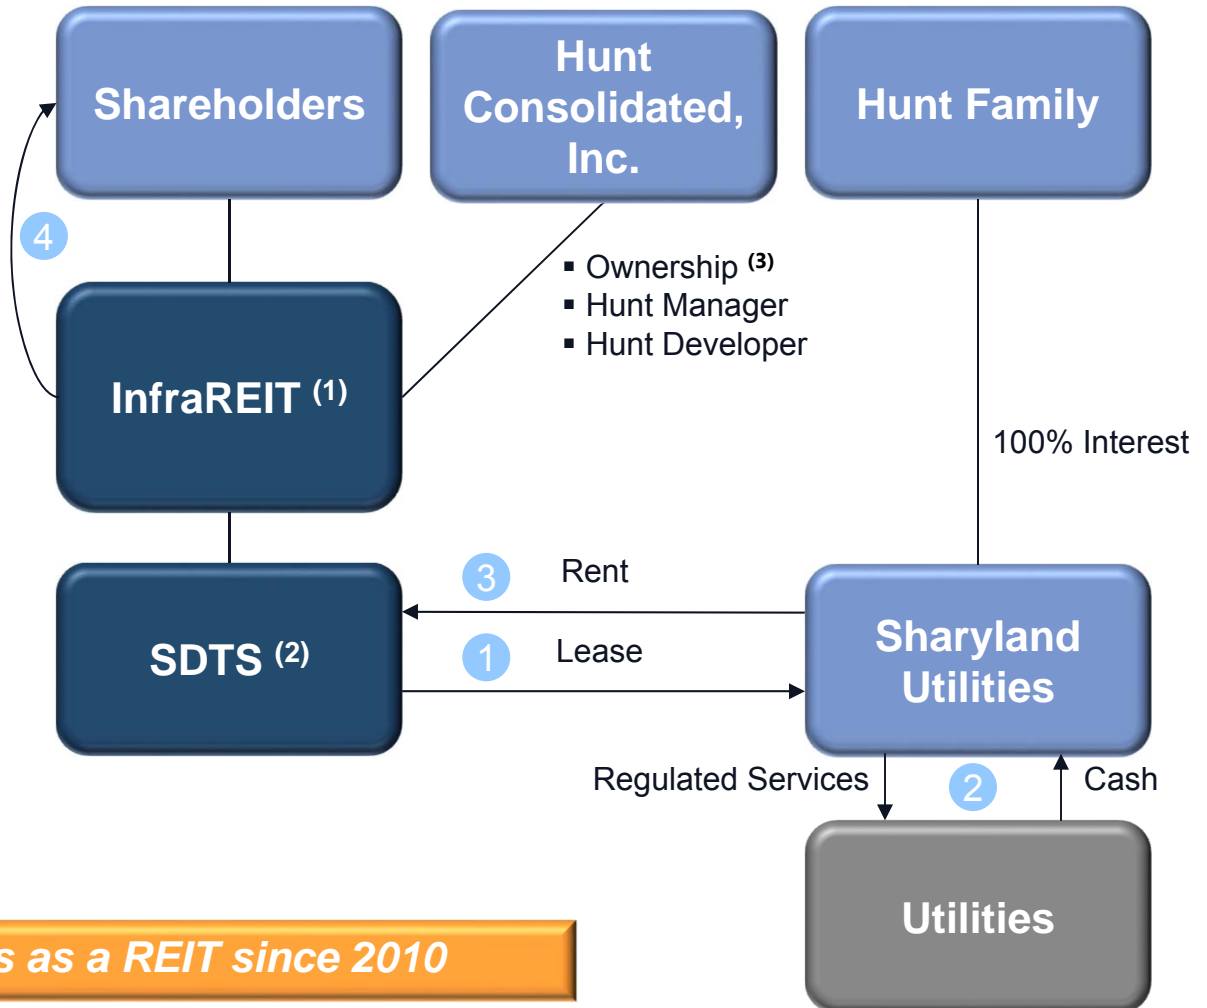 Shareholders
Hunt
Consolidated,
Inc.
Hunt Family
4
▪ Ownership (3)
▪ Hunt Manager
▪ Hunt Developer
InfraREIT (1)
100% Interest
3 Rent
SDTS (2)
1 Lease
Sharyland
Utilities
Regulated Services
2
Cash
Utilities
as a REIT since 2010